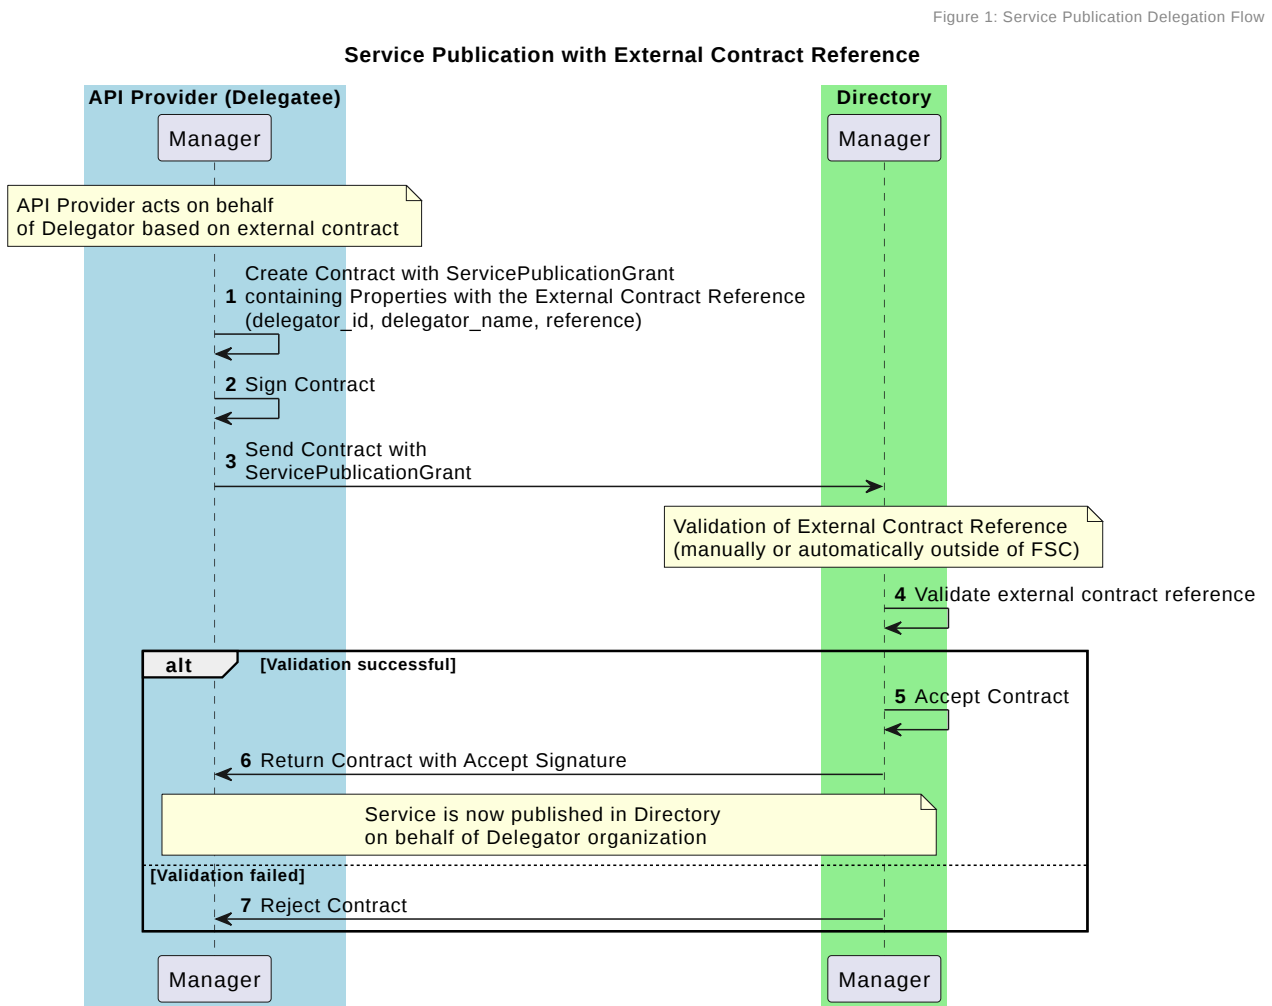 Figure 1: Service Publication Delegation Flow
Service Publication with External Contract Reference
API Provider (Delegatee)
Directory
Manager
Manager
API Provider acts on behalf
of Delegator based on external contract
Create Contract with ServicePublicationGrant
1 containing Properties with the External Contract Reference
(delegator_id, delegator_name, reference)
2 Sign Contract
3 Send Contract with
ServicePublicationGrant
Validation of External Contract Reference
(manually or automatically outside of FSC)
4 Validate external contract reference
alt [Validation successful]
5 Accept Contract
6 Return Contract with Accept Signature
Service is now published in Directory
on behalf of Delegator organization
[Validation failed]
7 Reject Contract
Manager
Manager